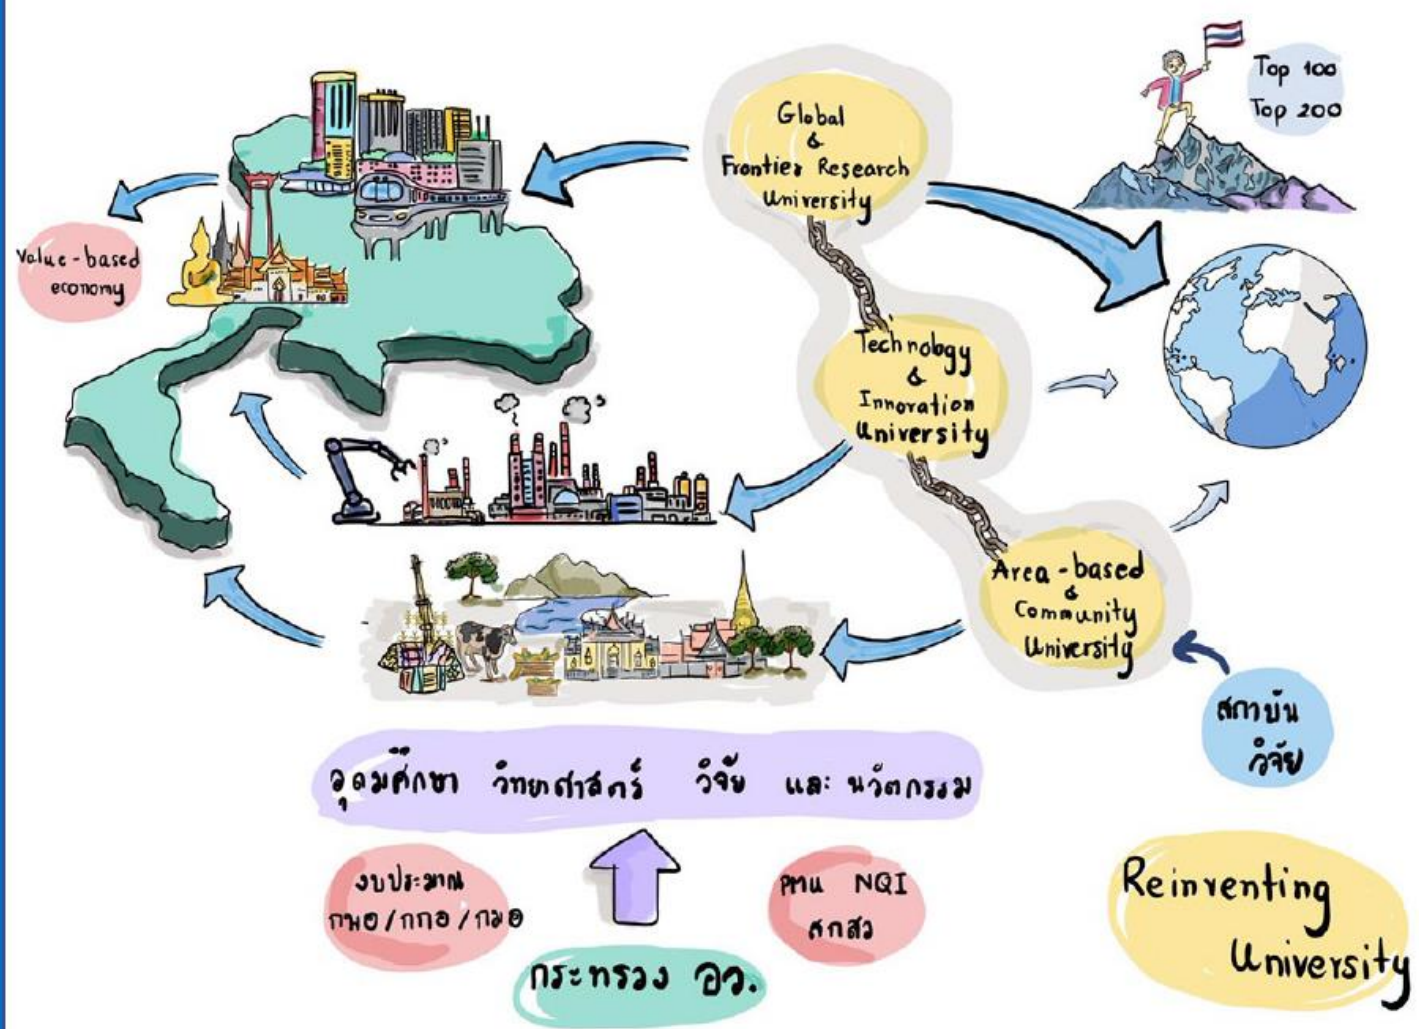 Global
&
Frontier Research
University
Top 100
Top 200
Value-based
economy
Technology
&
Innovation
University
Area-based
&
Community
University
สถาบัน
วิจัย
อุดมศึกษา วิทยาศาสตร์ วิจัย และ นวัตกรรม
งบประมาณ
กพอ/กกอ/กมอ
PMU NQI
สกสว
กระทรวง อว.
Reinventing
University